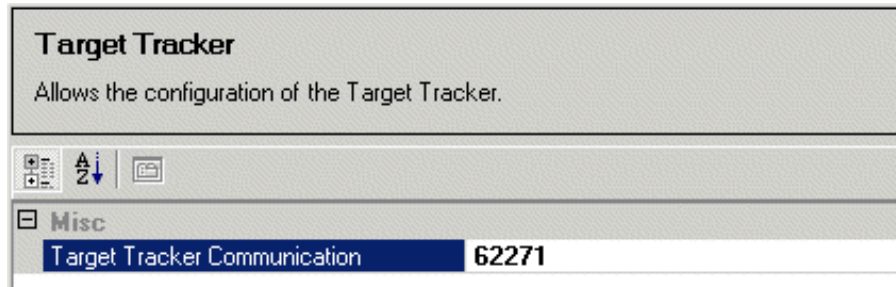 Target Tracker
Allows the configuration of the Target Tracker.
A
Z
Misc
Target Tracker Communication 62271